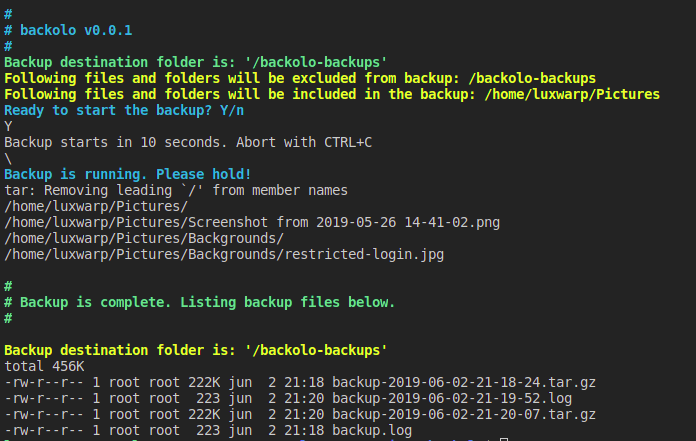 #
# backolo v0.0.1
#
Backup destination folder is: '/backolo-backups'
Following files and folders will be excluded from backup: /backolo-backups
Following files and folders will be included in the backup: /home/luxwarp/Pictures
Ready to start the backup? Y/n
Y
Backup starts in 10 seconds. Abort with CTRL+C
\
Backup is running. Please hold!
tar: Removing leading `/' from member names
/home/luxwarp/Pictures/
/home/luxwarp/Pictures/Screenshot from 2019-05-26 14-41-02.png
/home/luxwarp/Pictures/Backgrounds/
/home/luxwarp/Pictures/Backgrounds/restricted-login.jpg
#
# Backup is complete. Listing backup files below.
#
Backup destination folder is: '/backolo-backups'
total 456K
-rw-r--r-- 1 root root 222K jun  2 21:18 backup-2019-06-02-21-18-24.tar.gz
-rw-r--r-- 1 root root  223 jun  2 21:20 backup-2019-06-02-21-19-52.log
-rw-r--r-- 1 root root 222K jun  2 21:20 backup-2019-06-02-21-20-07.tar.gz
-rw-r--r-- 1 root root  223 jun  2 21:18 backup.log